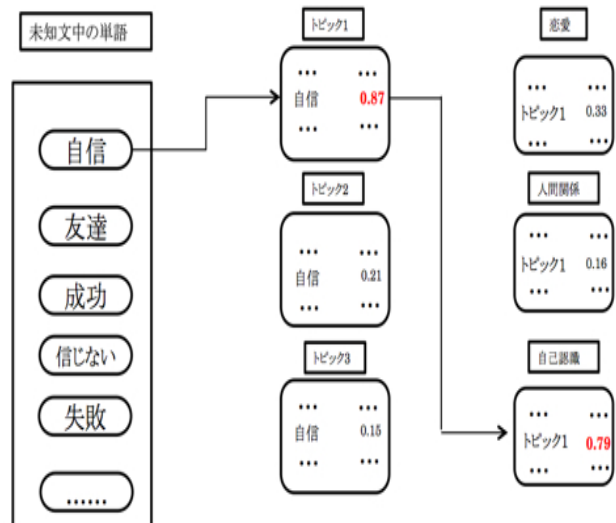 未知文中の単語
自信
友達
成功
信じない
失敗
……
トピック1
… …
自信 0.87
… …
トピック2
… …
自信 0.21
… …
トピック3
… …
自信 0.15
… …
恋愛
… …
トピック1 0.33
… …
人間関係
… …
トピック1 0.16
… …
自己認識
… …
トピック1 0.79
… …